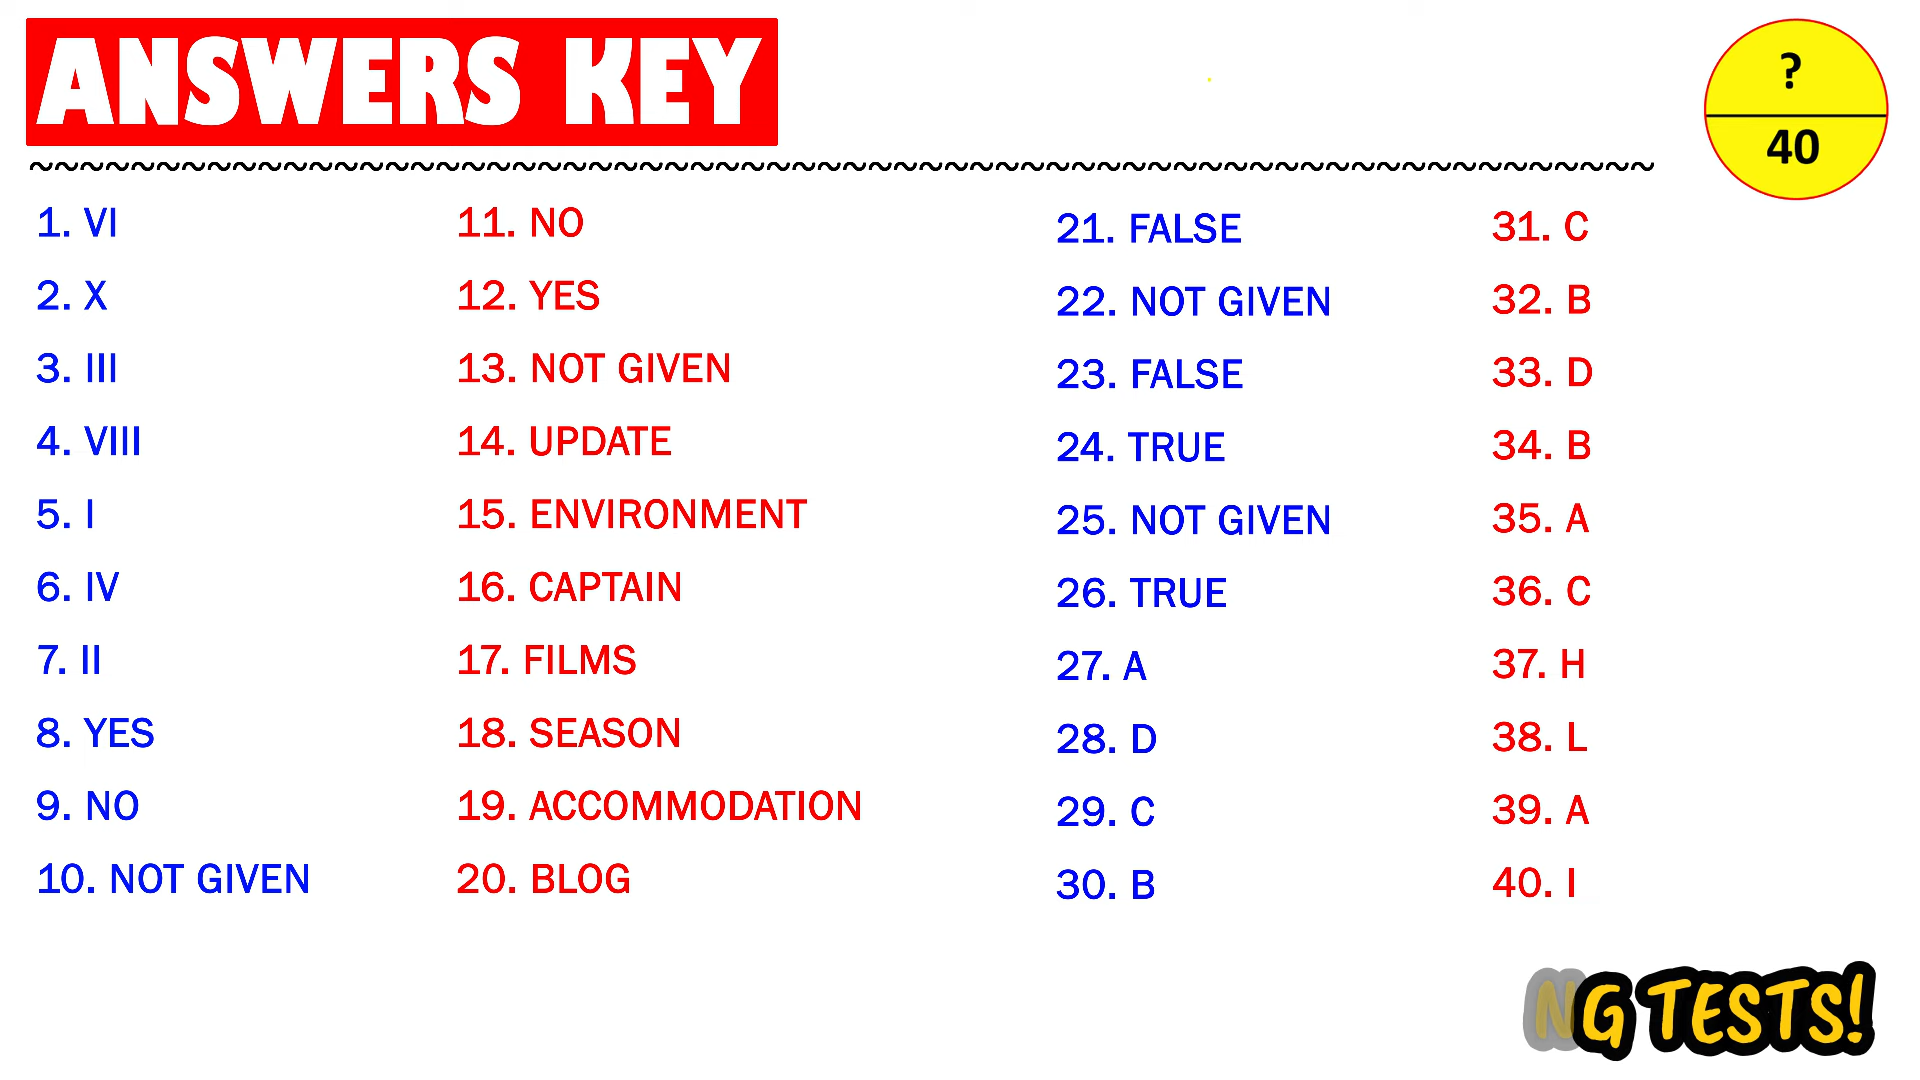 ANSWERS KEY
?
40
~~~~~~~~~~~~~~~~~~~~~~~~~~~~~~~~~~~~~~~~~~~~~~~~~~~~~~~~~~~~~~~~
1. VI
2. X
3. III
4. VIII
5. I
6. IV
7. II
8. YES
9. NO
10. NOT GIVEN
11. NO
12. YES
13. NOT GIVEN
14. UPDATE
15. ENVIRONMENT
16. CAPTAIN
17. FILMS
18. SEASON
19. ACCOMMODATION
20. BLOG
21. FALSE
22. NOT GIVEN
23. FALSE
24. TRUE
25. NOT GIVEN
26. TRUE
27. A
28. D
29. C
30. B
31. C
32. B
33. D
34. B
35. A
36. C
37. H
38. L
39. A
40. I
NG TESTS!